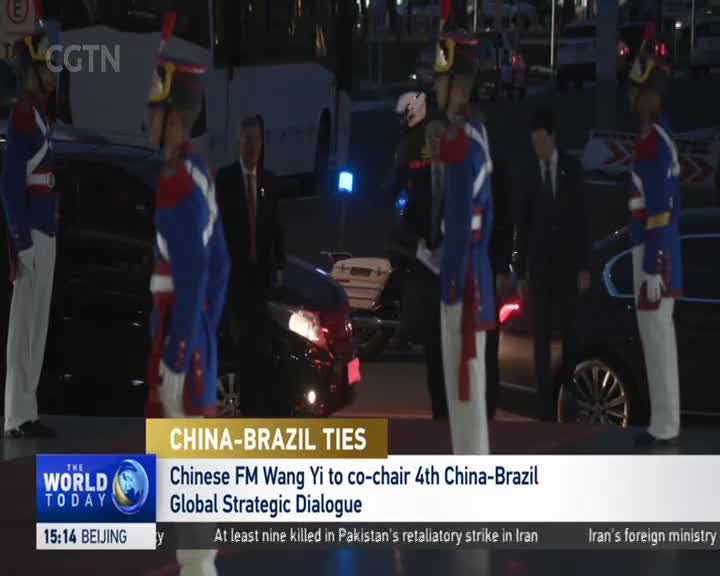 CGTN
CHINA-BRAZIL TIES
THE
WORLD
TODAY
Chinese FM Wang Yi to co-chair 4th China-Brazil
Global Strategic Dialogue
15:14 BEIJING
At least nine killed in Pakistan's retaliatory strike in Iran
Iran's foreign ministry